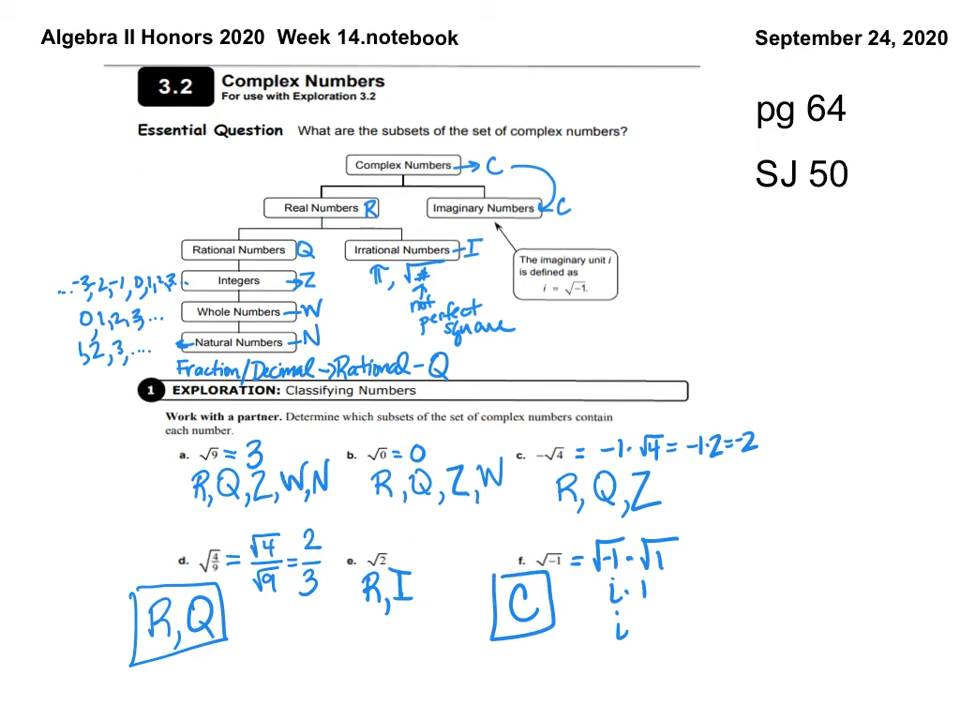 Algebra II Honors 2020 Week 14.notebook
September 24, 2020
3.2 Complex Numbers
For use with Exploration 3.2
pg 64
SJ 50
Essential Question What are the subsets of the set of complex numbers?
Complex Numbers → C
Real Numbers R
Imaginary Numbers C
Rational Numbers Q
Irrational Numbers I
The imaginary unit i
is defined as
i = √-1.
π, √#
↑
not
perfect
square
...-3,-2,-1,0,1,2,3..
Integers → Z
0,1,2,3...
Whole Numbers W
1,2,3,....
Natural Numbers N
Fraction/Decimal → Rational - Q
1 EXPLORATION: Classifying Numbers
Work with a partner. Determine which subsets of the set of complex numbers contain
each number.
a. √9 = 3
R,Q,Z,W,N
b. √0 = 0
R,Q,Z,W
c. -√4 = -1·√4 = -1·2=-2
R,Q,Z
d. √4/9 = √4/√9 = 2/3
R,Q
e. √2
R,I
f. √-1 = √-1 · √1
i·1
i
C